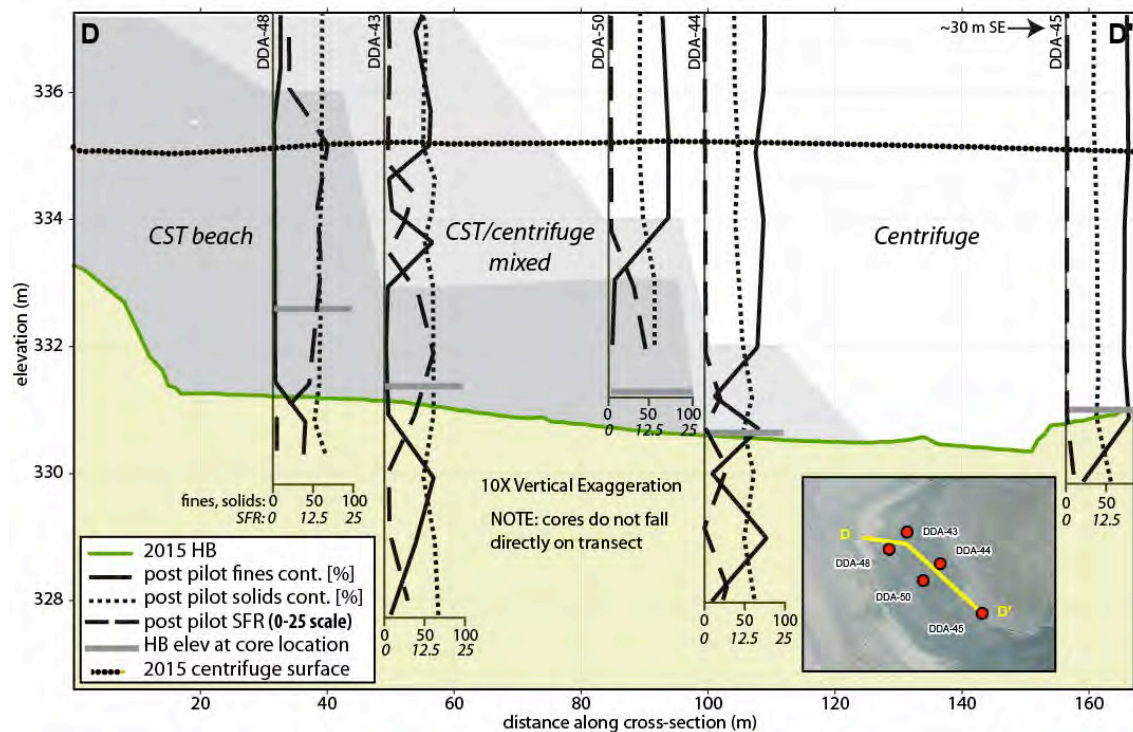 D
DDA-48
DDA-43
DDA-50
DDA-44
~30 m SE
DDA-45
D'
336
334
332
330
328
elevation (m)
CST beach
CST/centrifuge
mixed
Centrifuge
0 50 100
0 12.5 25
fines, solids: 0 50 100
SFR: 0 12.5 25
0 50 100
0 12.5 25
0 50 100
0 12.5 25
0 50 100
0 12.5 25
10X Vertical Exaggeration
NOTE: cores do not fall
directly on transect
2015 HB
post pilot fines cont. [%]
post pilot solids cont. [%]
post pilot SFR (0-25 scale)
HB elev at core location
2015 centrifuge surface
D
DDA-43
DDA-48
DDA-44
DDA-50
DDA-45
D'
20 40 60 80 100 120 140 160
distance along cross-section (m)